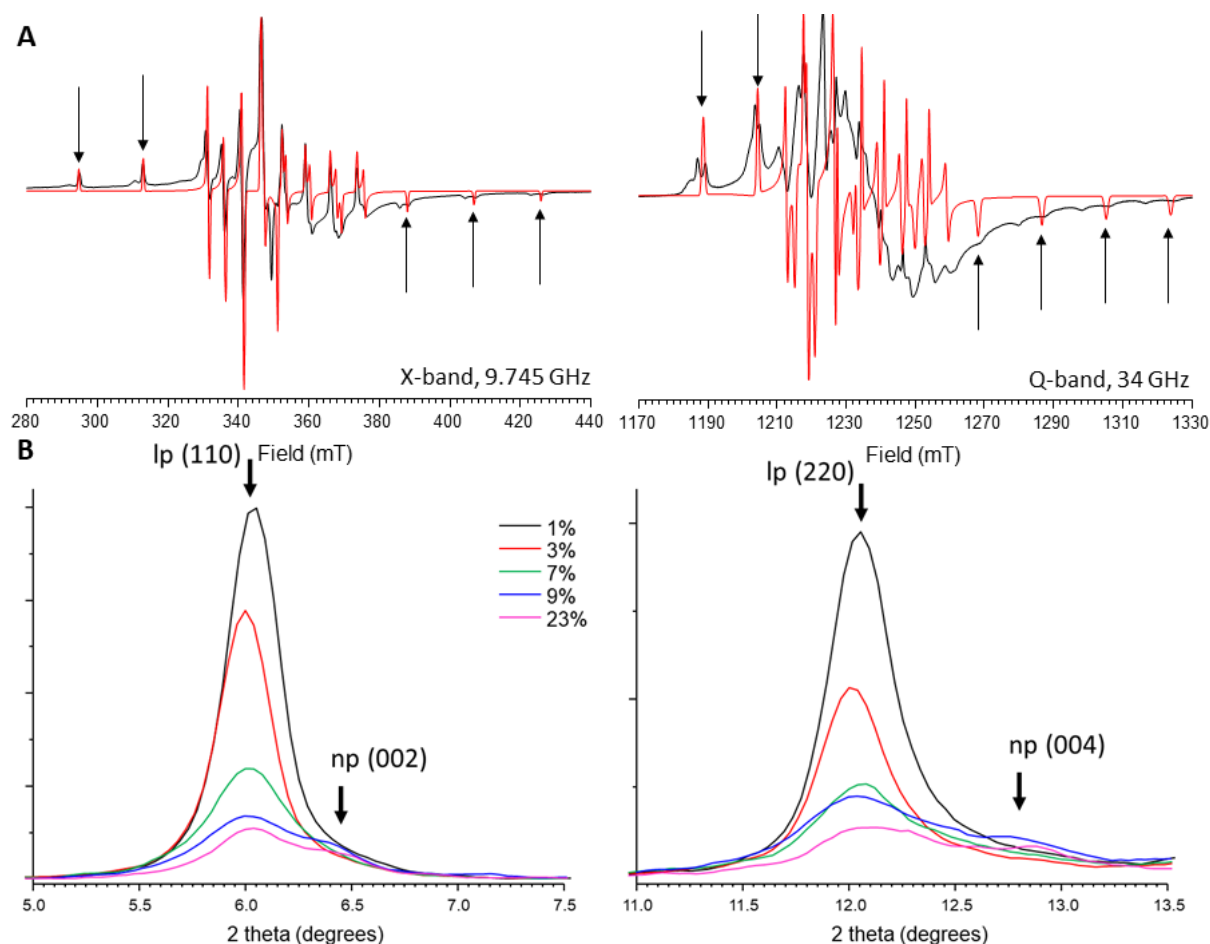 A
X-band, 9.745 GHz
280 300 320 340 360 380 400 420 440
Field (mT)
Q-band, 34 GHz
1170 1190 1210 1230 1250 1270 1290 1310 1330
Field (mT)
B
lp (110)
np (002)
1%
3%
7%
9%
23%
5.0 5.5 6.0 6.5 7.0 7.5
2 theta (degrees)
lp (220)
np (004)
11.0 11.5 12.0 12.5 13.0 13.5
2 theta (degrees)